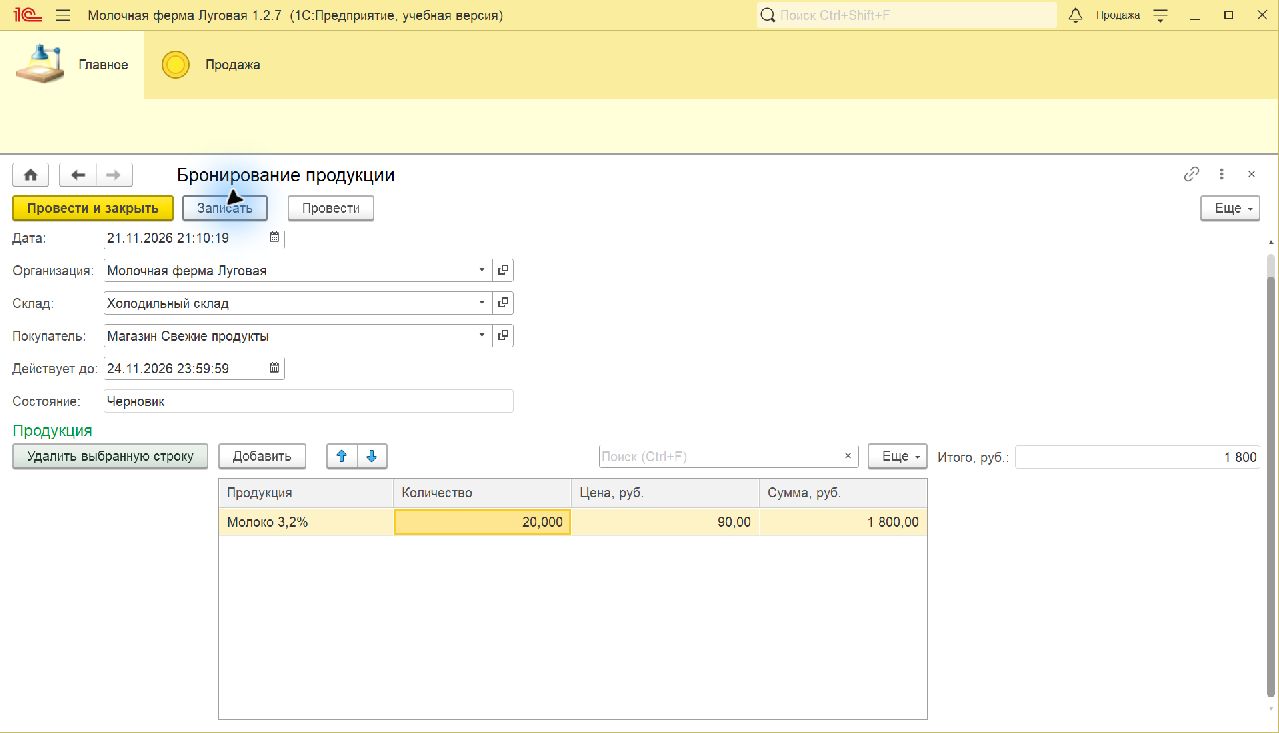 1С Молочная ферма Луговая 1.2.7 (1С:Предприятие, учебная версия) Поиск Ctrl+Shift+F Продажа
Главное Продажа
Бронирование продукции
Провести и закрыть Записать Провести Еще
Дата: 21.11.2026 21:10:19
Организация: Молочная ферма Луговая
Склад: Холодильный склад
Покупатель: Магазин Свежие продукты
Действует до: 24.11.2026 23:59:59
Состояние: Черновик
Продукция
Удалить выбранную строку Добавить Поиск (Ctrl+F) × Еще Итого, руб.: 1 800
Продукция Количество Цена, руб. Сумма, руб.
Молоко 3,2% 20,000 90,00 1 800,00